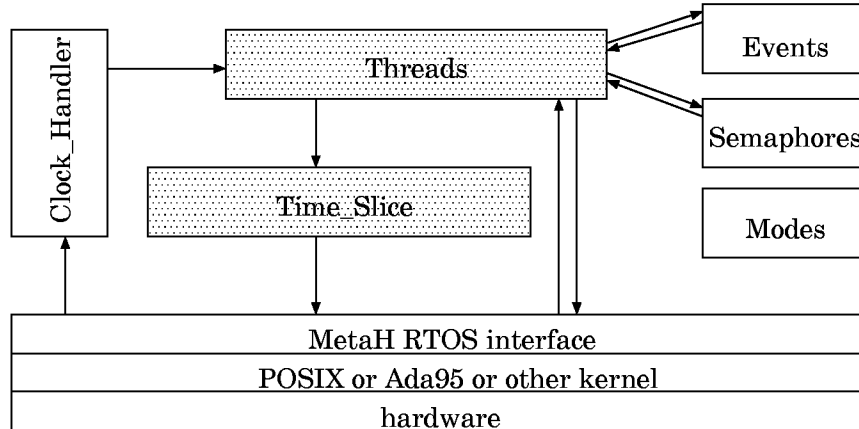 Clock_Handler
Threads
Events
Semaphores
Time_Slice
Modes
MetaH RTOS interface
POSIX or Ada95 or other kernel
hardware